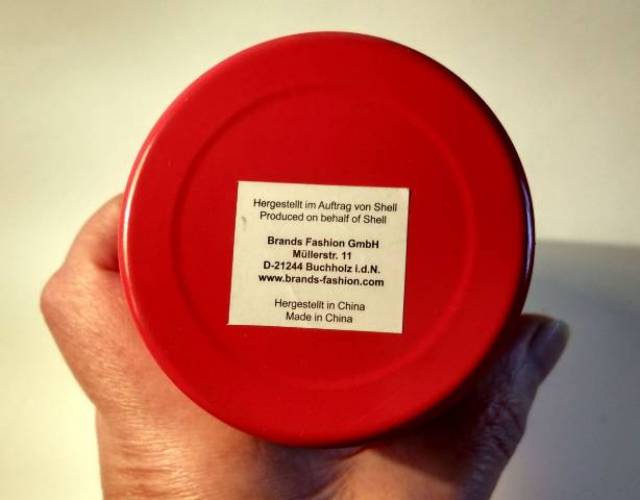 Hergestellt im Auftrag von Shell
Produced on behalf of Shell
Brands Fashion GmbH
Müllerstr. 11
D-21244 Buchholz i.d.N.
www.brands-fashion.com
Hergestellt in China
Made in China